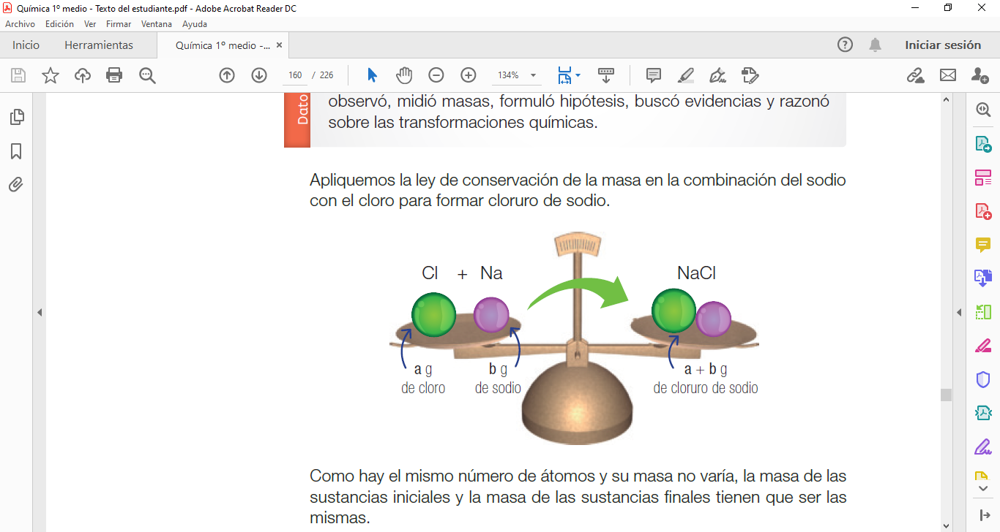 Química 1º medio - Texto del estudiante.pdf - Adobe Acrobat Reader DC
Archivo Edición Ver Firmar Ventana Ayuda
Inicio Herramientas Química 1º medio -... × Iniciar sesión
160 / 226 134%
Dato
observó, midió masas, formuló hipótesis, buscó evidencias y razonó
sobre las transformaciones químicas.
Apliquemos la ley de conservación de la masa en la combinación del sodio
con el cloro para formar cloruro de sodio.
Cl + Na NaCl
a g b g a + b g
de cloro de sodio de cloruro de sodio
Como hay el mismo número de átomos y su masa no varía, la masa de las
sustancias iniciales y la masa de las sustancias finales tienen que ser las
mismas.